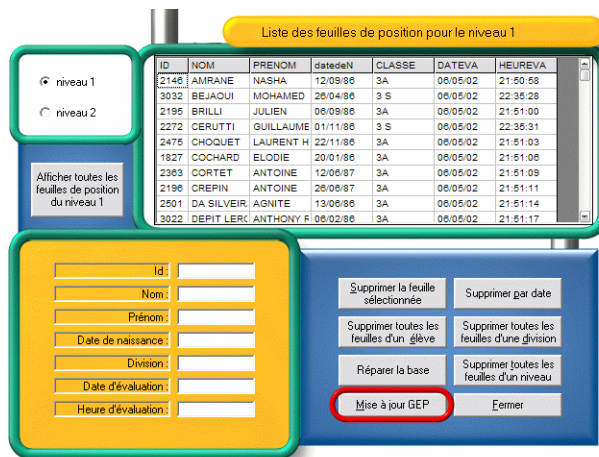 Liste des feuilles de position pour le niveau 1
niveau 1
niveau 2
Afficher toutes les
feuilles de position
du niveau 1
ID NOM PRENOM datedeN CLASSE DATEVA HEUREVA
2146 AMRANE NASHA 12/09/86 3A 06/05/02 21:50:58
3032 BEJAOUI MOHAMED 26/04/86 3 S 06/05/02 22:35:28
2195 BRILLI JULIEN 06/09/86 3A 06/05/02 21:51:00
2272 CERUTTI GUILLAUME 01/11/86 3 S 06/05/02 22:35:31
2475 CHOQUET LAURENT H 22/11/86 3A 06/05/02 21:51:03
1827 COCHARD ELODIE 20/01/86 3A 06/05/02 21:51:06
2363 CORTET ANTOINE 12/06/87 3A 06/05/02 21:51:09
2196 CREPIN ANTOINE 26/06/87 3A 06/05/02 21:51:11
2501 DA SILVEIR AGNITE 13/06/86 3A 06/05/02 21:51:14
3022 DEPIT LER ANTHONY F 06/02/86 3A 06/05/02 21:51:17
Id :
Nom :
Prénom :
Date de naissance :
Division :
Date d'évaluation :
Heure d'évaluation :
Supprimer la feuille
sélectionnée
Supprimer par date
Supprimer toutes les
feuilles d'un élève
Supprimer toutes les
feuilles d'une division
Réparer la base
Supprimer toutes les
feuilles d'un niveau
Mise à jour GEP
Fermer